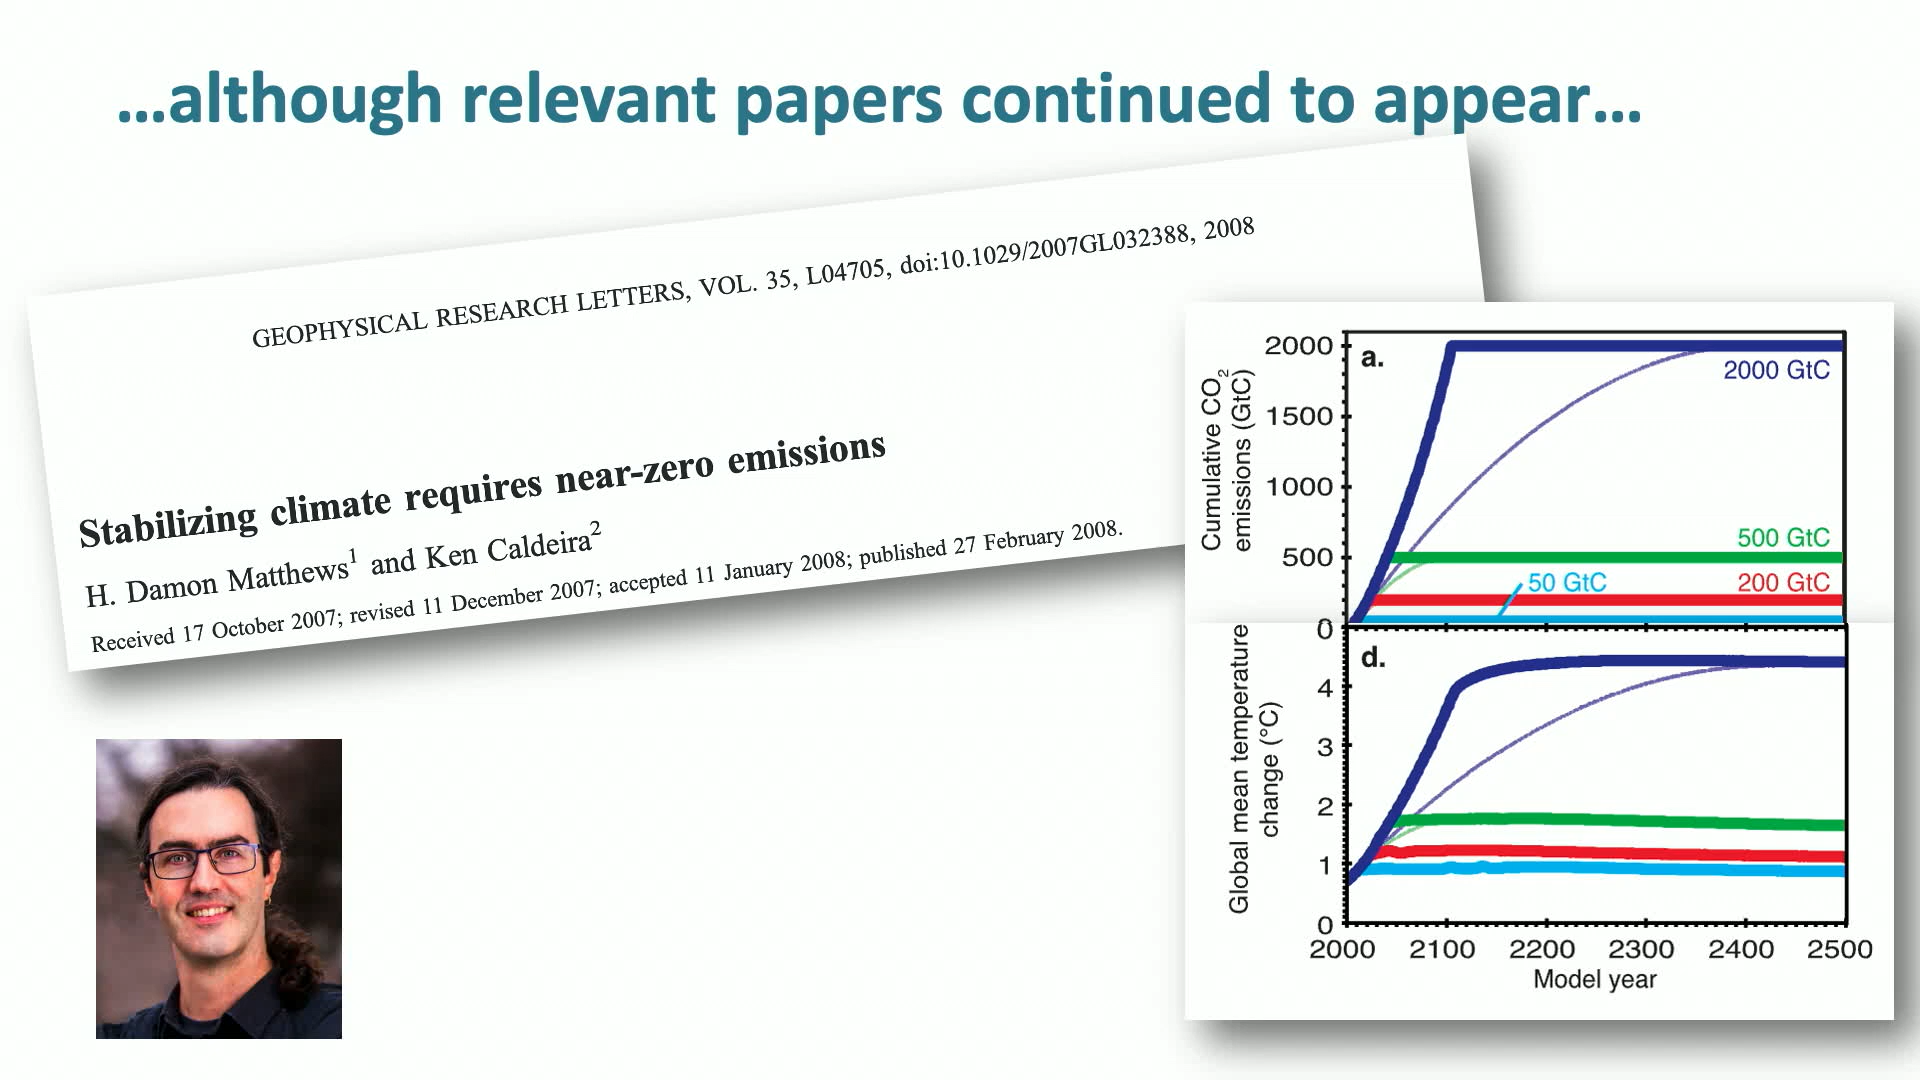 ...although relevant papers continued to appear...
GEOPHYSICAL RESEARCH LETTERS, VOL. 35, L04705, doi:10.1029/2007GL032388, 2008
Stabilizing climate requires near-zero emissions
H. Damon Matthews1 and Ken Caldeira2
Received 17 October 2007; revised 11 December 2007; accepted 11 January 2008; published 27 February 2008.
a.
Cumulative CO2
emissions (GtC)
2000
1500
1000
500
0
2000 GtC
500 GtC
50 GtC
200 GtC
d.
Global mean temperature
change (°C)
0
4
3
2
1
0
2000 2100 2200 2300 2400 2500
Model year